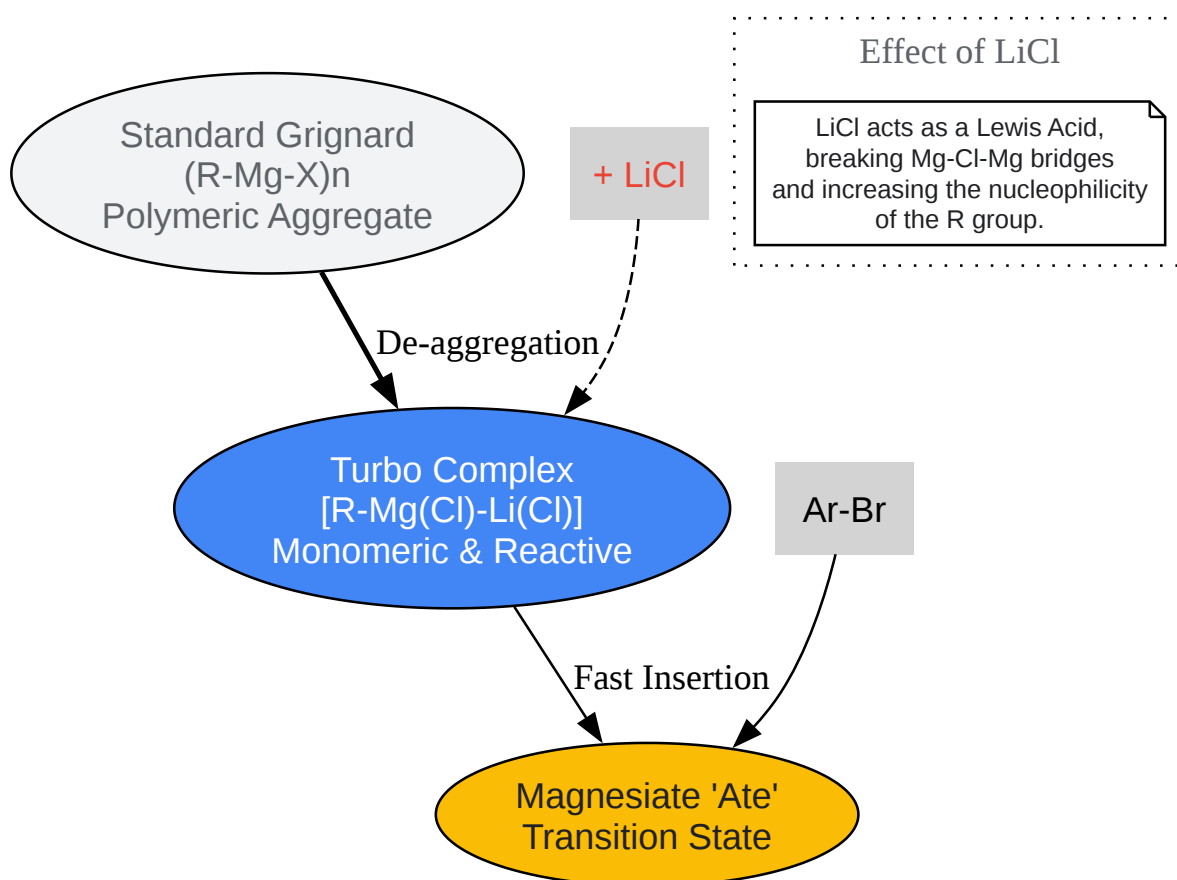 Effect of LiCl
LiCl acts as a Lewis Acid,
breaking Mg-Cl-Mg bridges
and increasing the nucleophilicity
of the R group.
Standard Grignard
(R-Mg-X)n
Polymeric Aggregate
+ LiCl
De-aggregation
Turbo Complex
[R-Mg(Cl)-Li(Cl)]
Monomeric & Reactive
Ar-Br
Fast Insertion
Magnesiate 'Ate'
Transition State